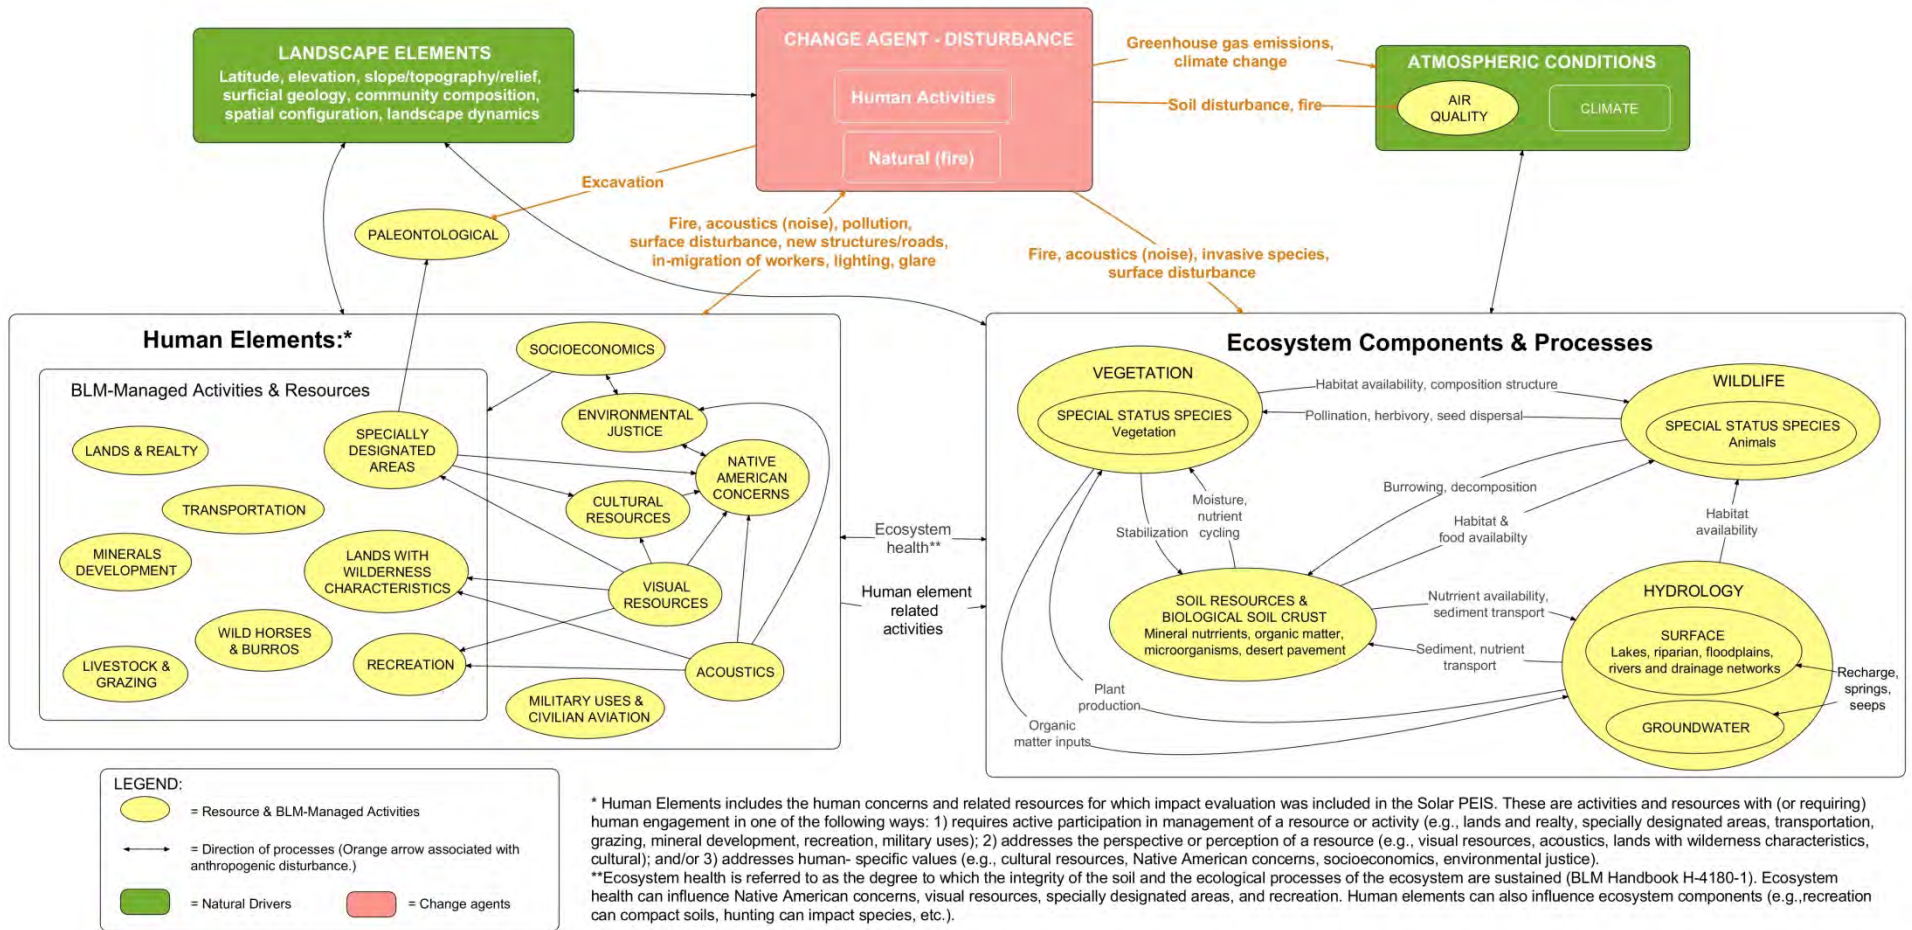 LANDSCAPE ELEMENTS
Latitude, elevation, slope/topography/relief,
surficial geology, community composition,
spatial configuration, landscape dynamics
CHANGE AGENT - DISTURBANCE
Human Activities
Natural (fire)
Greenhouse gas emissions,
climate change
Soil disturbance, fire
ATMOSPHERIC CONDITIONS
AIR
QUALITY
CLIMATE
Excavation
PALEONTOLOGICAL
Fire, acoustics (noise), pollution,
surface disturbance, new structures/roads,
in-migration of workers, lighting, glare
Fire, acoustics (noise), invasive species,
surface disturbance
Human Elements:*
BLM-Managed Activities & Resources
LANDS & REALTY
TRANSPORTATION
MINERALS
DEVELOPMENT
WILD HORSES
& BURROS
LIVESTOCK &
GRAZING
SPECIALLY
DESIGNATED
AREAS
LANDS WITH
WILDERNESS
CHARACTERISTICS
RECREATION
SOCIOECONOMICS
ENVIRONMENTAL
JUSTICE
NATIVE
AMERICAN
CONCERNS
CULTURAL
RESOURCES
VISUAL
RESOURCES
ACOUSTICS
MILITARY USES &
CIVILIAN AVIATION
Ecosystem
health**
Human element
related
activities
Ecosystem Components & Processes
VEGETATION
SPECIAL STATUS SPECIES
Vegetation
Habitat availability, composition structure
Pollination, herbivory, seed dispersal
WILDLIFE
SPECIAL STATUS SPECIES
Animals
Burrowing, decomposition
Habitat &
food availabilty
Habitat
availability
Moisture,
nutrient
cycling
Stabilization
SOIL RESOURCES &
BIOLOGICAL SOIL CRUST
Mineral nutrients, organic matter,
microorganisms, desert pavement
Nutrient availability,
sediment transport
Sediment, nutrient
transport
HYDROLOGY
SURFACE
Lakes, riparian, floodplains,
rivers and drainage networks
GROUNDWATER
Recharge,
springs,
seeps
Plant
production
Organic
matter inputs
LEGEND:
= Resource & BLM-Managed Activities
= Direction of processes (Orange arrow associated with
anthropogenic disturbance.)
= Natural Drivers
= Change agents
* Human Elements includes the human concerns and related resources for which impact evaluation was included in the Solar PEIS. These are activities and resources with (or requiring)
human engagement in one of the following ways: 1) requires active participation in management of a resource or activity (e.g., lands and realty, specially designated areas, transportation,
grazing, mineral development, recreation, military uses); 2) addresses the perspective or perception of a resource (e.g., visual resources, acoustics, lands with wilderness characteristics,
cultural); and/or 3) addresses human- specific values (e.g., cultural resources, Native American concerns, socioeconomics, environmental justice).
**Ecosystem health is referred to as the degree to which the integrity of the soil and the ecological processes of the ecosystem are sustained (BLM Handbook H-4180-1). Ecosystem
health can influence Native American concerns, visual resources, specially designated areas, and recreation. Human elements can also influence ecosystem components (e.g.,recreation
can compact soils, hunting can impact species, etc.).